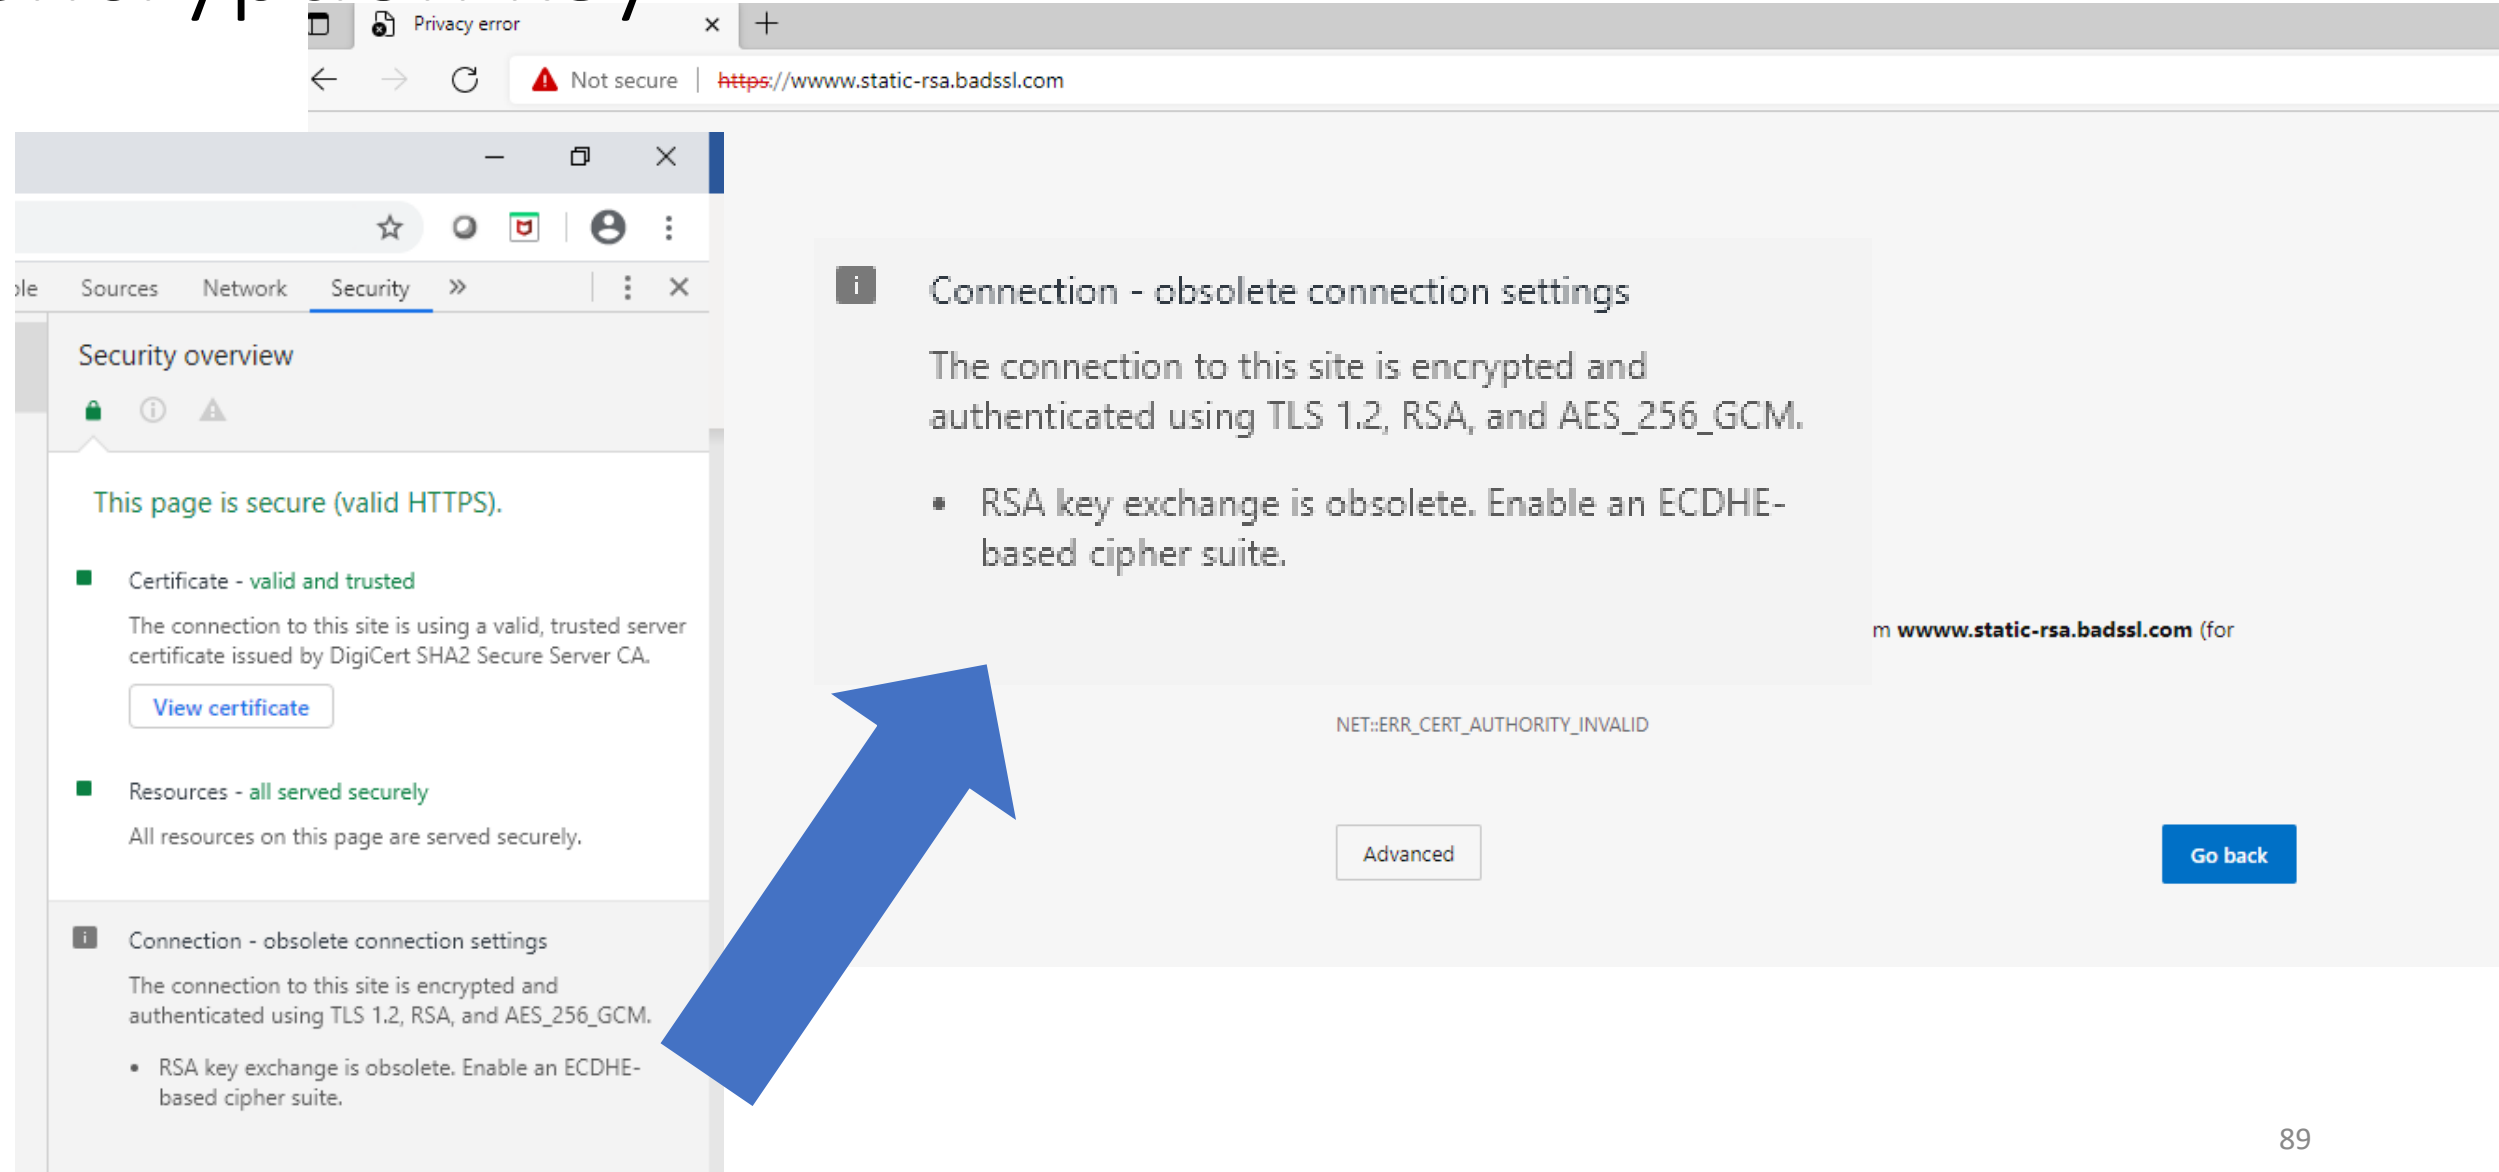 Privacy error
Not secure https://wwww.static-rsa.badssl.com
Sources Network Security
Security overview
This page is secure (valid HTTPS).
Certificate - valid and trusted
The connection to this site is using a valid, trusted server
certificate issued by DigiCert SHA2 Secure Server CA.
View certificate
Resources - all served securely
All resources on this page are served securely.
Connection - obsolete connection settings
The connection to this site is encrypted and
authenticated using TLS 1.2, RSA, and AES_256_GCM.
• RSA key exchange is obsolete. Enable an ECDHE-
based cipher suite.
Connection - obsolete connection settings
The connection to this site is encrypted and
authenticated using TLS 1.2, RSA, and AES_256_GCM.
• RSA key exchange is obsolete. Enable an ECDHE-
based cipher suite.
m wwww.static-rsa.badssl.com (for
NET::ERR_CERT_AUTHORITY_INVALID
Advanced
Go back
89